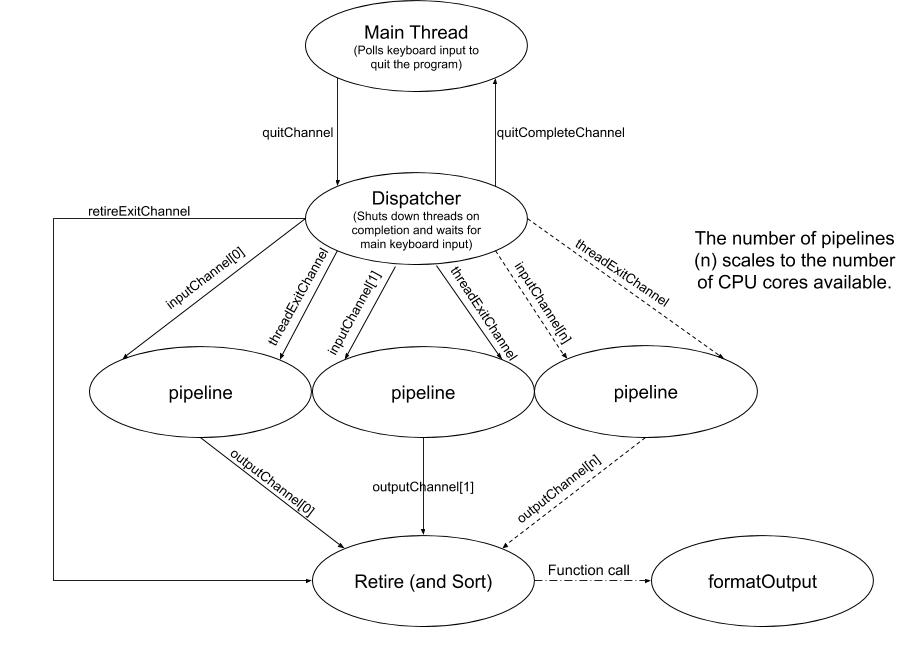 Main Thread
(Polls keyboard input to
quit the program)
quitChannel
quitCompleteChannel
Dispatcher
(Shuts down threads on
completion and waits for
main keyboard input)
retireExitChannel
inputChannel[0]
threadExitChannel
inputChannel[1]
threadExitChannel
inputChannel[n]
threadExitChannel
The number of pipelines
(n) scales to the number
of CPU cores available.
pipeline
pipeline
pipeline
outputChannel[0]
outputChannel[1]
outputChannel[n]
Retire (and Sort)
Function call
formatOutput